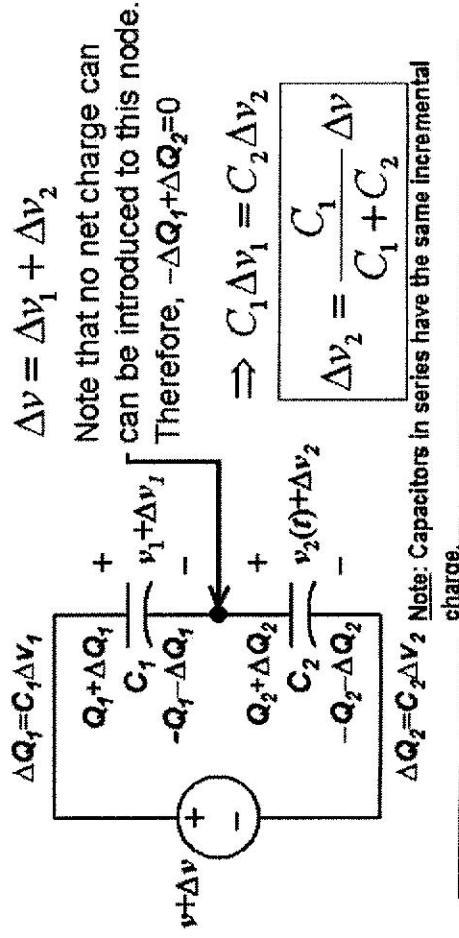 ΔQ₁=C₁Δv₁
v+Δv
+
−
Q₁+ΔQ₁
C₁
-Q₁−ΔQ₁
+
v₁+Δv₁
−
Q₂+ΔQ₂
C₂
−Q₂−ΔQ₂
+
v₂(t)+Δv₂
−
ΔQ₂=C₂Δv₂
Δv = Δv₁ + Δv₂
Note that no net charge can
can be introduced to this node.
Therefore, −ΔQ₁+ΔQ₂=0
⇒ C₁Δv₁ = C₂Δv₂
Δv₂ = C₁ / (C₁ + C₂) Δv
Note: Capacitors in series have the same incremental
charge.